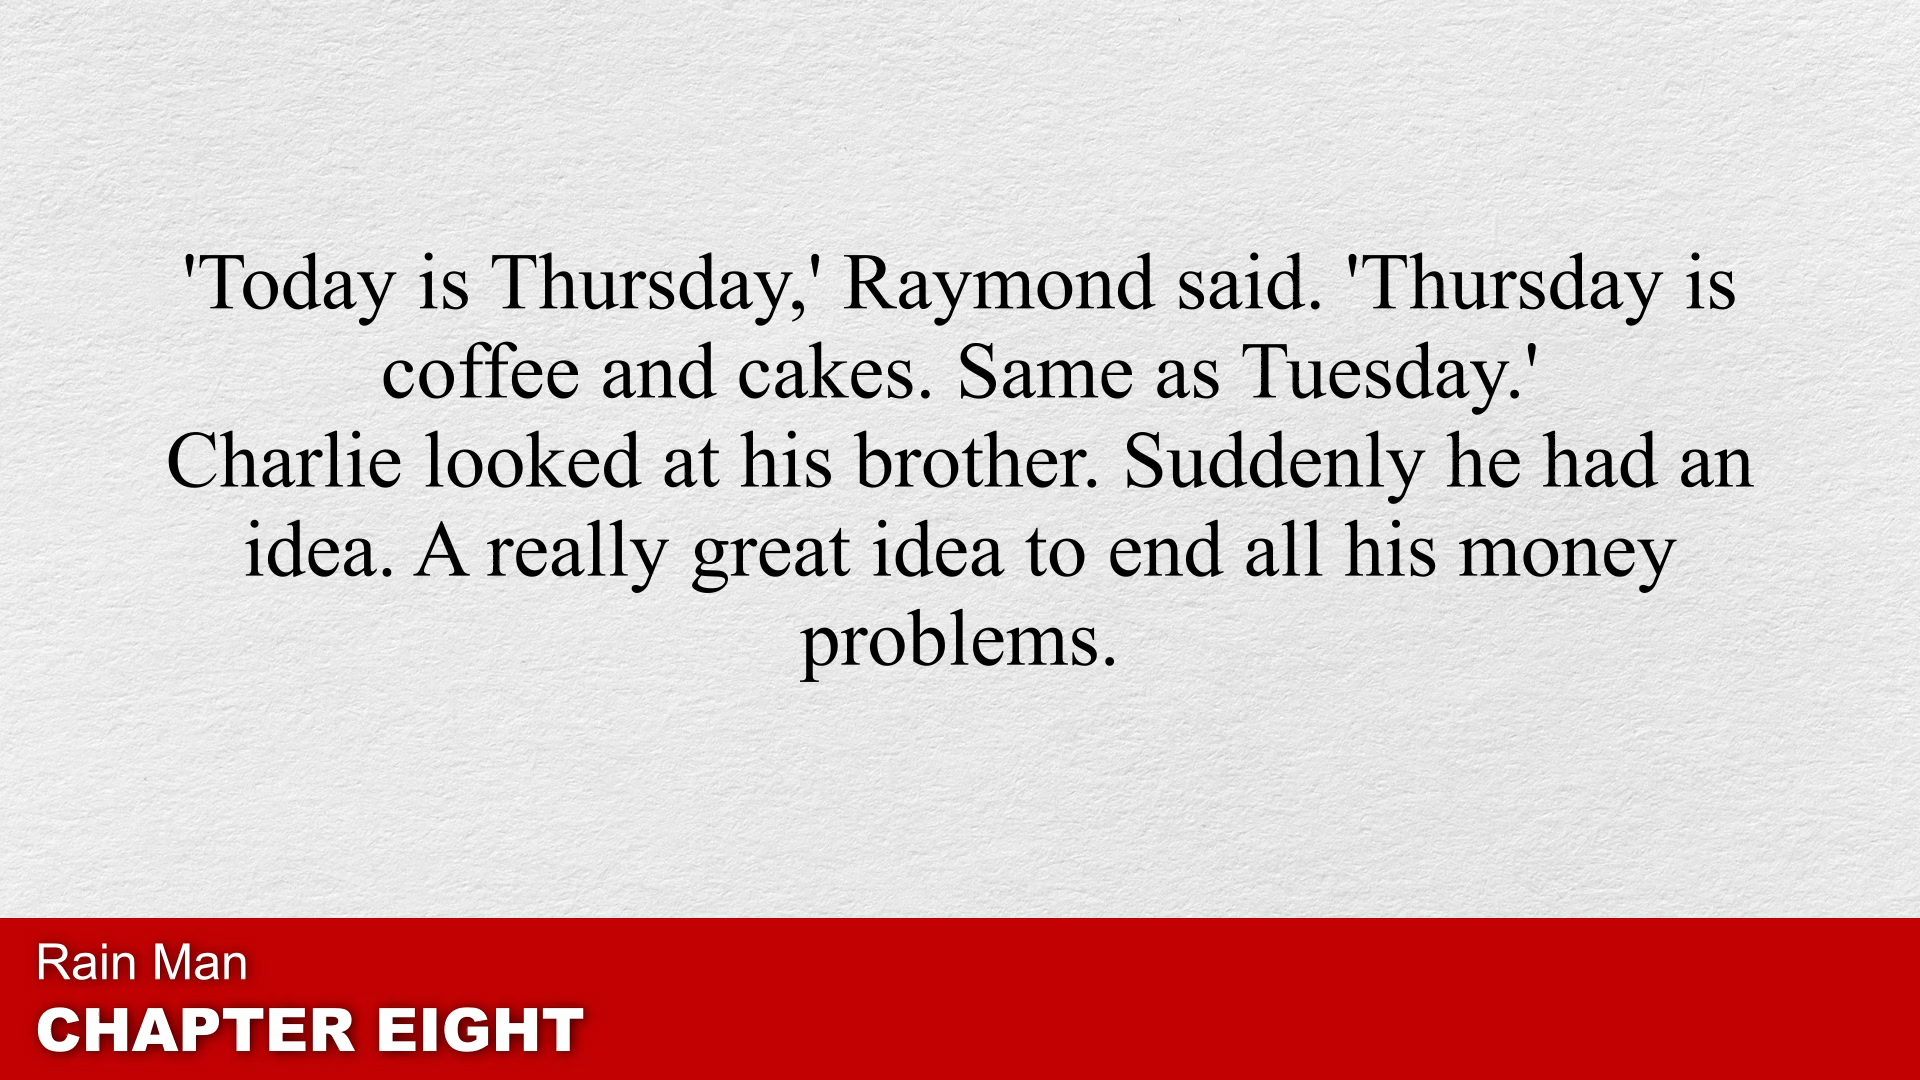 'Today is Thursday,' Raymond said. 'Thursday is
coffee and cakes. Same as Tuesday.'
Charlie looked at his brother. Suddenly he had an
idea. A really great idea to end all his money
problems.
Rain Man
CHAPTER EIGHT